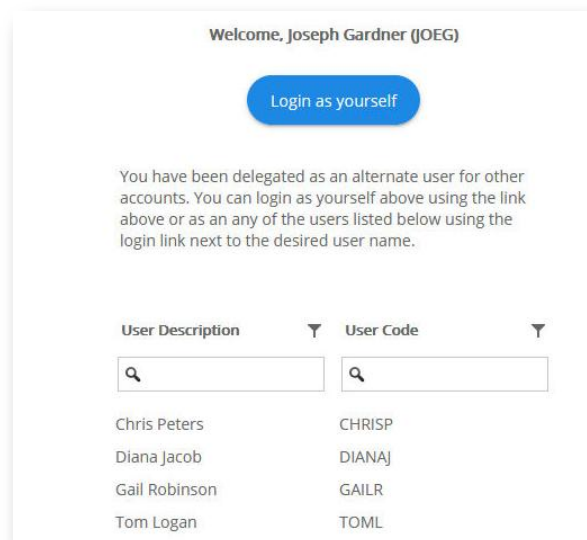 Welcome, Joseph Gardner (JOEG)
Login as yourself
You have been delegated as an alternate user for other
accounts. You can login as yourself above using the link
above or as an any of the users listed below using the
login link next to the desired user name.
User Description User Code
Chris Peters CHRISP
Diana Jacob DIANAJ
Gail Robinson GAILR
Tom Logan TOML